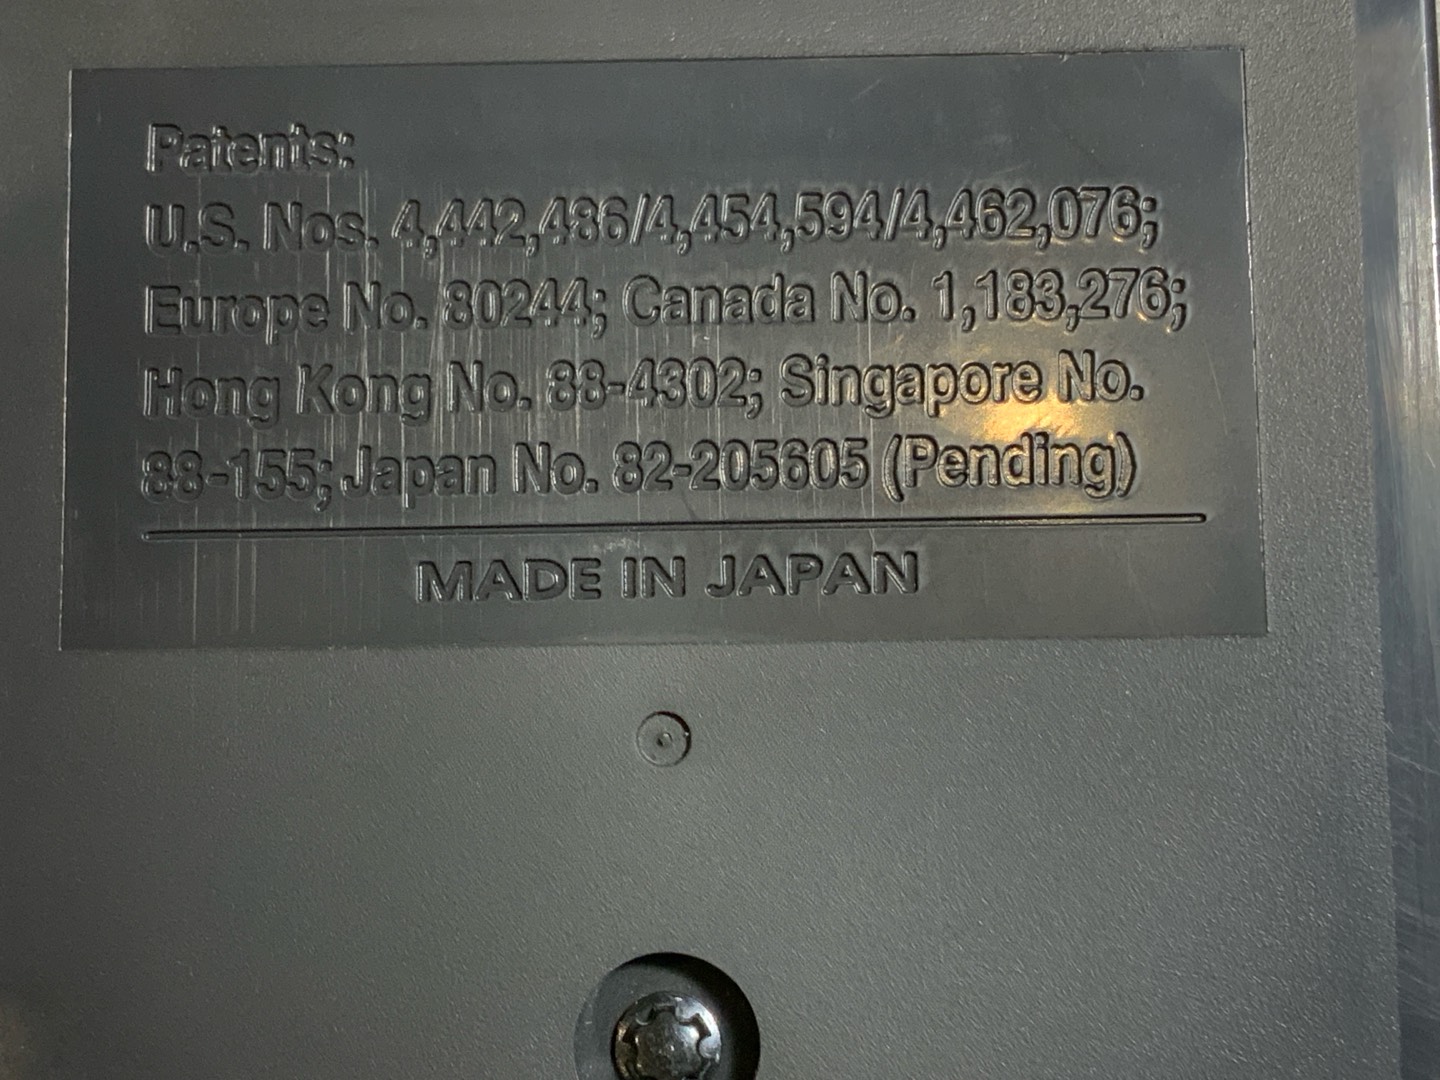 Patents:
U.S. Nos. 4,442,486/4,454,594/4,462,076;
Europe No. 80244; Canada No. 1,183,276;
Hong Kong No. 88-4302; Singapore No.
88-155; Japan No. 82-205605 (Pending)
MADE IN JAPAN